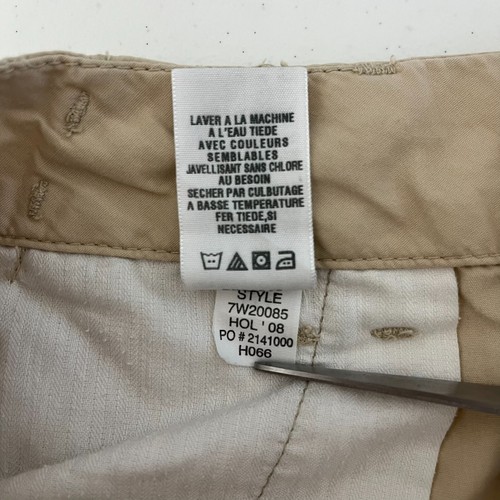 LAVER A LA MACHINE
A L'EAU TIEDE
AVEC COULEURS
SEMBLABLES
JAVELLISANT SANS CHLORE
AU BESOIN
SECHER PAR CULBUTAGE
A BASSE TEMPERATURE
FER TIEDE,SI
NECESSAIRE
STYLE
7W20085
HOL ' 08
PO # 2141000
H066